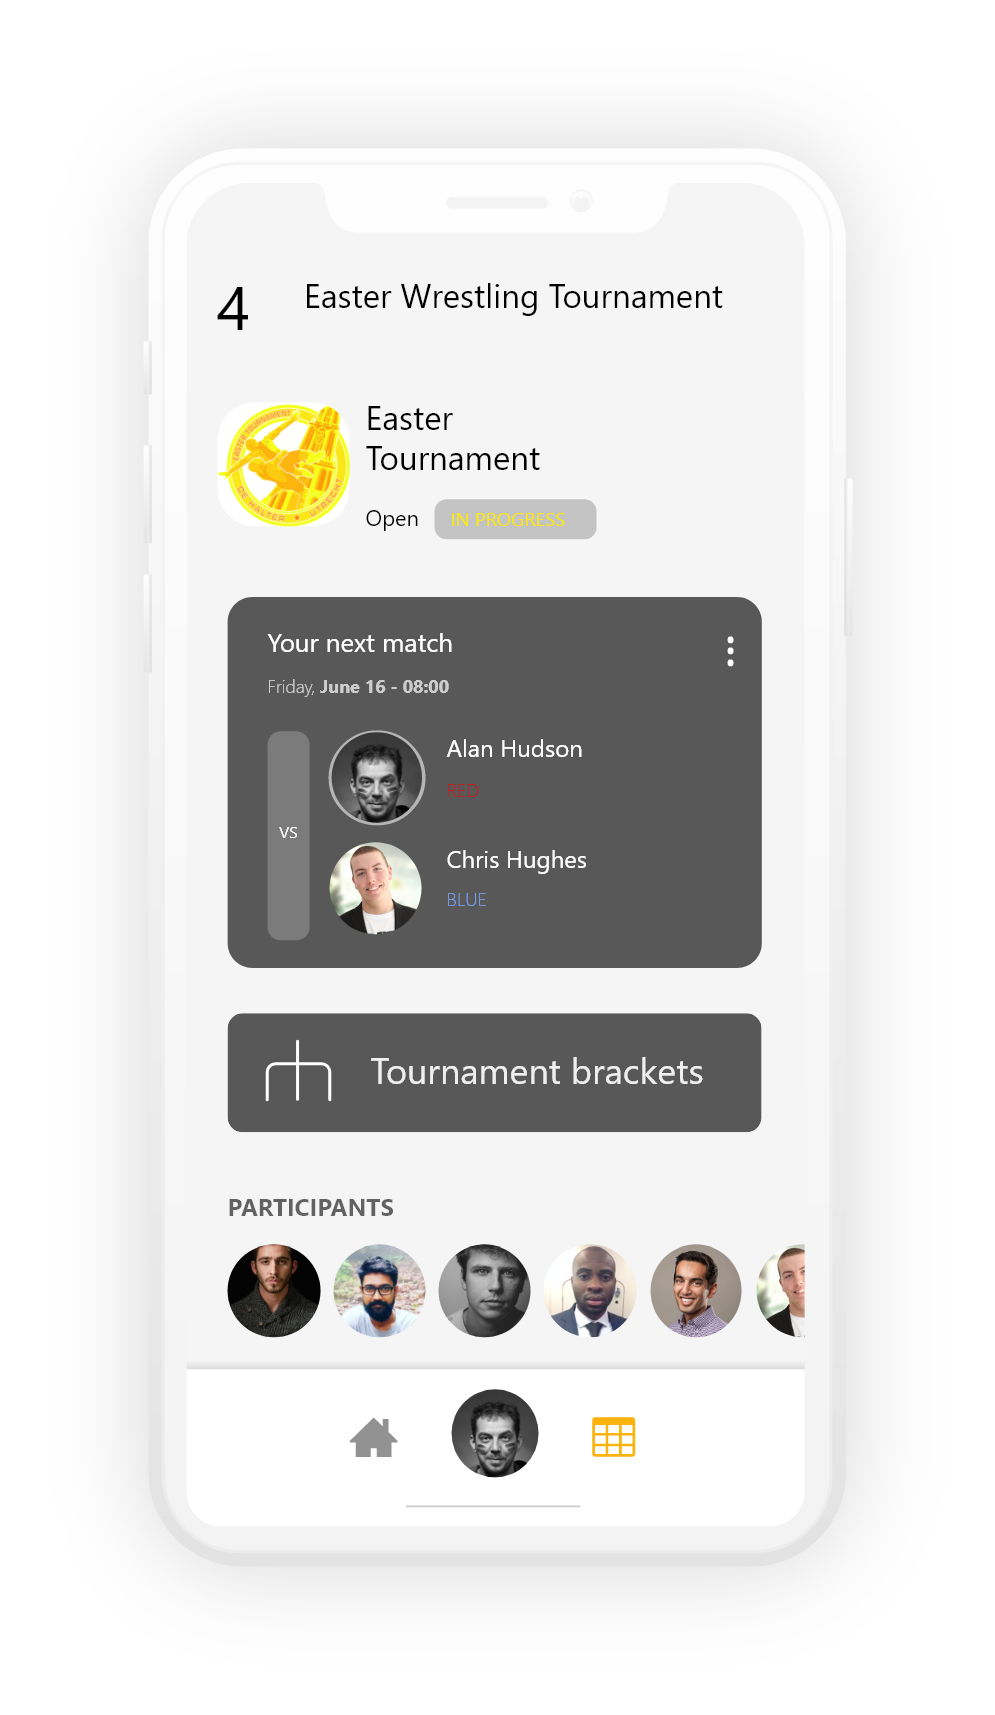 4
Easter Wrestling Tournament
EASTER TOURNAMENT
DE HALTER • UTRECHT
Easter
Tournament
Open
IN PROGRESS
Your next match
Friday, June 16 - 08:00
VS
Alan Hudson
RED
Chris Hughes
BLUE
Tournament brackets
PARTICIPANTS